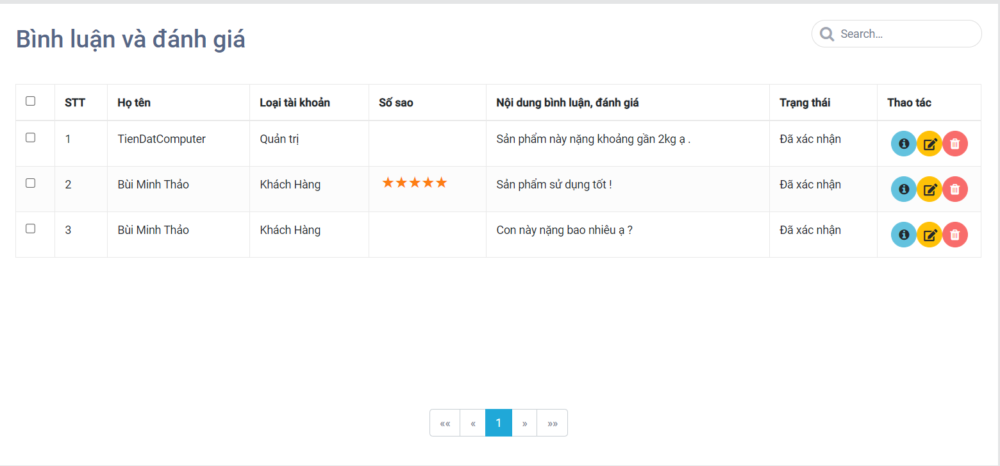 Bình luận và đánh giá
Search...
STT Họ tên Loại tài khoản Số sao Nội dung bình luận, đánh giá Trạng thái Thao tác
1 TienDatComputer Quản trị Sản phẩm này nặng khoảng gần 2kg ạ . Đã xác nhận
2 Bùi Minh Thảo Khách Hàng ★★★★★ Sản phẩm sử dụng tốt ! Đã xác nhận
3 Bùi Minh Thảo Khách Hàng Con này nặng bao nhiêu ạ ? Đã xác nhận
«« « 1 » »»